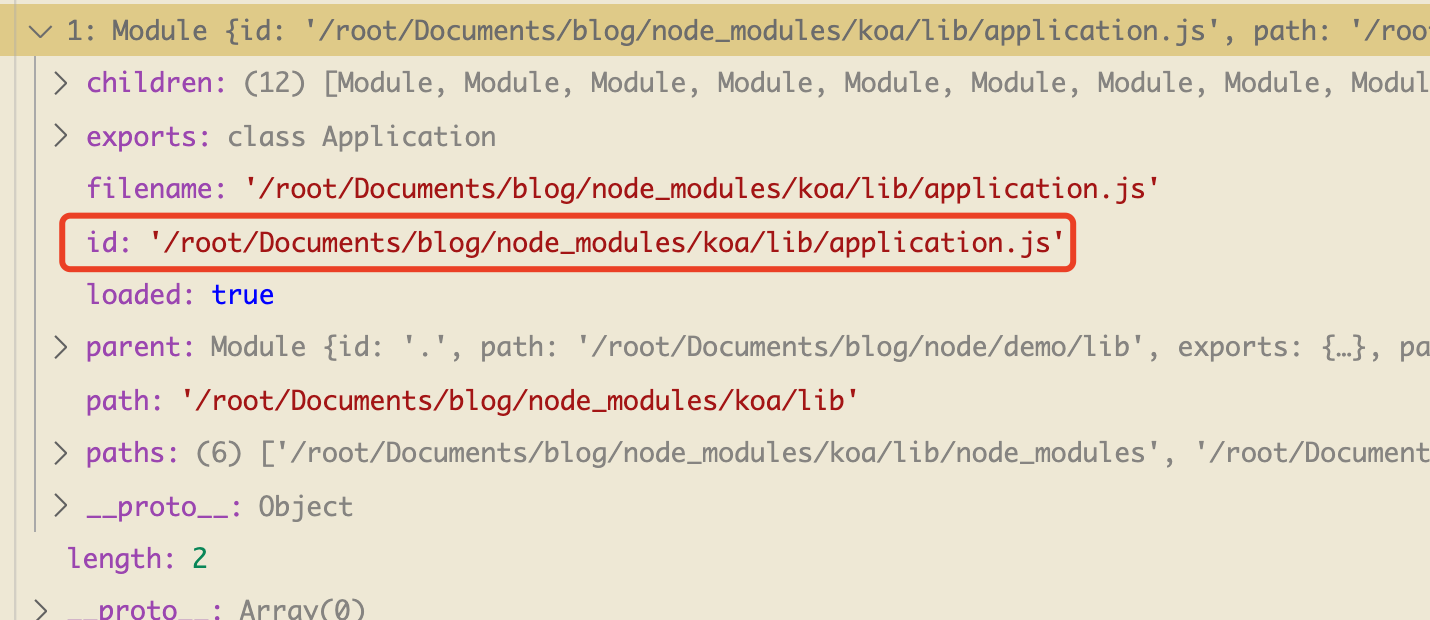 1: Module {id: '/root/Documents/blog/node_modules/koa/lib/application.js', path: '/roo
children: (12) [Module, Module, Module, Module, Module, Module, Module, Module, Modul
exports: class Application
filename: '/root/Documents/blog/node_modules/koa/lib/application.js'
id: '/root/Documents/blog/node_modules/koa/lib/application.js'
loaded: true
parent: Module {id: '.', path: '/root/Documents/blog/node/demo/lib', exports: {…}, pa
path: '/root/Documents/blog/node_modules/koa/lib'
paths: (6) ['/root/Documents/blog/node_modules/koa/lib/node_modules', '/root/Document
__proto__: Object
length: 2
__proto__: Array(0)